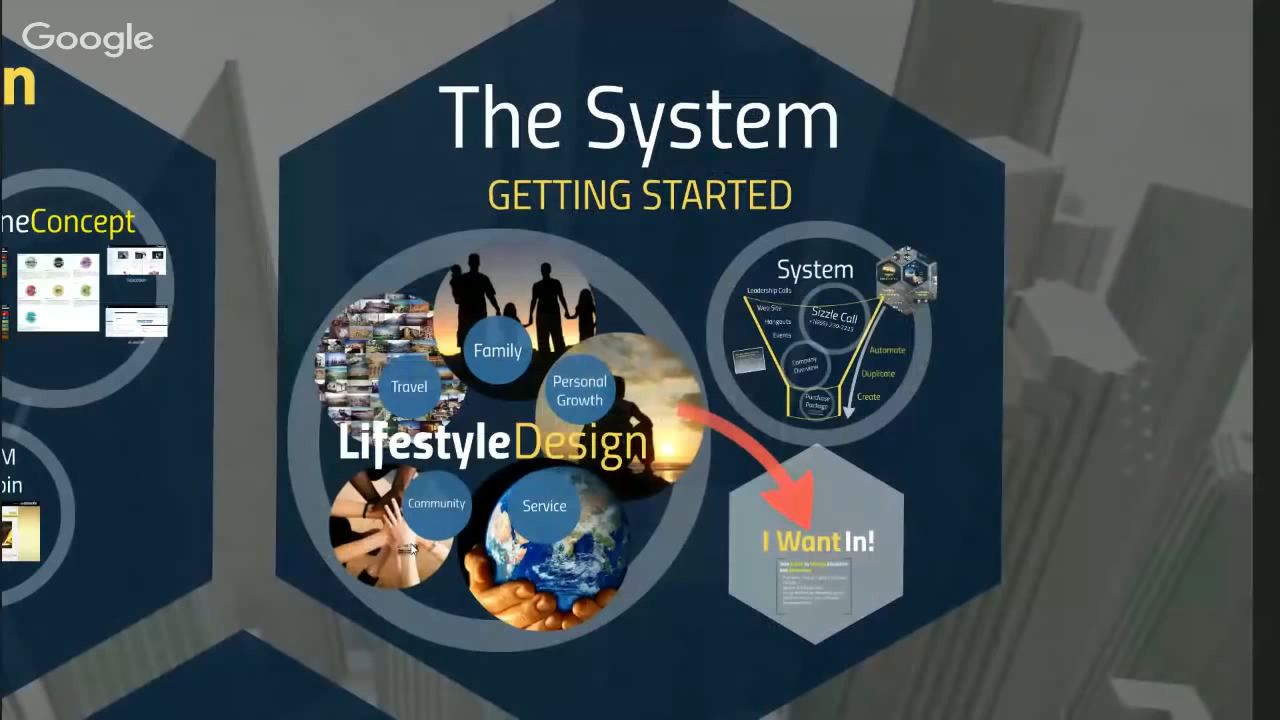 Google
n
neConcept
M
oin
The System
GETTING STARTED
Family
Travel
Personal
Growth
LifestyleDesign
Community
Service
System
Leadership Calls
Web Site
Hangouts
Events
Sizzle Call
Company
Overview
Purchase
Package
Automate
Duplicate
Create
I Want In!